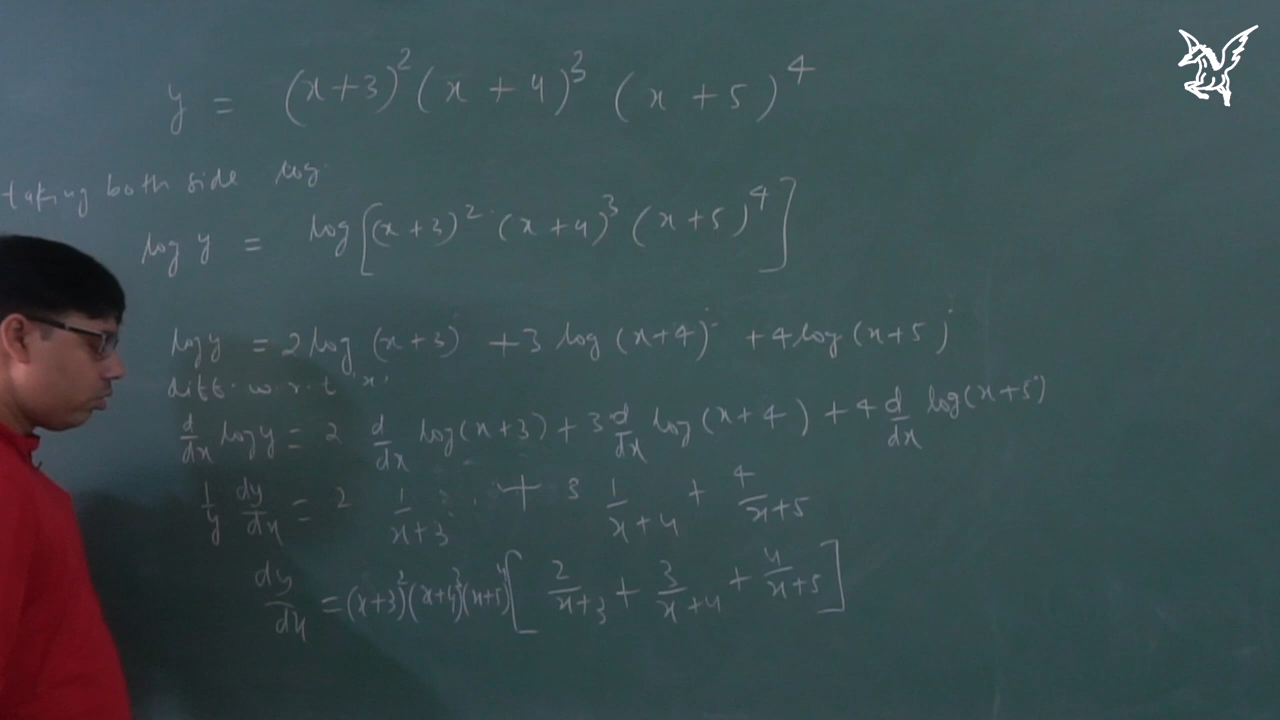 y = (x+3)² (x+4)³ (x+5)⁴
taking both side log.
log y = log[(x+3)² · (x+4)³ (x+5)⁴]
log y = 2 log (x+3) + 3 log (x+4) + 4 log (x+5)
diff. w.r.t 'x'
d/dx log y = 2 d/dx log(x+3) + 3 d/dx log(x+4) + 4 d/dx log(x+5)
1/y dy/dx = 2 1/x+3 + 3 1/x+4 + 4/x+5
dy/dx = (x+3)²(x+4)³(x+5)⁴ [2/x+3 + 3/x+4 + 4/x+5]